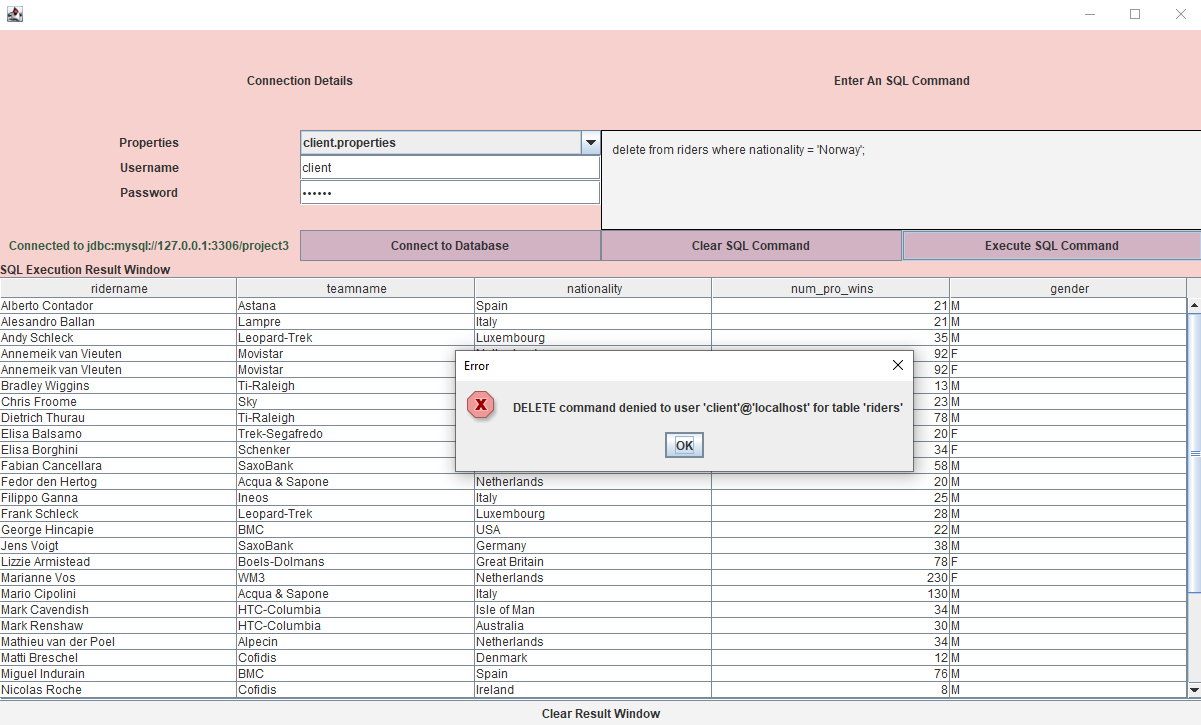 Connection Details
Enter An SQL Command
Properties
client.properties
delete from riders where nationality = 'Norway';
Username
client
Password
••••••
Connected to jdbc:mysql://127.0.0.1:3306/project3
Connect to Database
Clear SQL Command
Execute SQL Command
SQL Execution Result Window
ridername teamname nationality num_pro_wins gender
Alberto Contador Astana Spain 21 M
Alesandro Ballan Lampre Italy 21 M
Andy Schleck Leopard-Trek Luxembourg 35 M
Annemeik van Vieuten Movistar 92 F
Annemeik van Vleuten Movistar 92 F
Bradley Wiggins Ti-Raleigh 13 M
Chris Froome Sky 23 M
Dietrich Thurau Ti-Raleigh 78 M
Elisa Balsamo Trek-Segafredo 20 F
Elisa Borghini Schenker 34 F
Fabian Cancellara SaxoBank 58 M
Error
DELETE command denied to user 'client'@'localhost' for table 'riders'
OK
Fedor den Hertog Acqua & Sapone Netherlands 20 M
Filippo Ganna Ineos Italy 25 M
Frank Schleck Leopard-Trek Luxembourg 28 M
George Hincapie BMC USA 22 M
Jens Voigt SaxoBank Germany 38 M
Lizzie Armistead Boels-Dolmans Great Britain 78 F
Marianne Vos WM3 Netherlands 230 F
Mario Cipolini Acqua & Sapone Italy 130 M
Mark Cavendish HTC-Columbia Isle of Man 34 M
Mark Renshaw HTC-Columbia Australia 30 M
Mathieu van der Poel Alpecin Netherlands 34 M
Matti Breschel Cofidis Denmark 12 M
Miguel Indurain BMC Spain 76 M
Nicolas Roche Cofidis Ireland 8 M
Clear Result Window